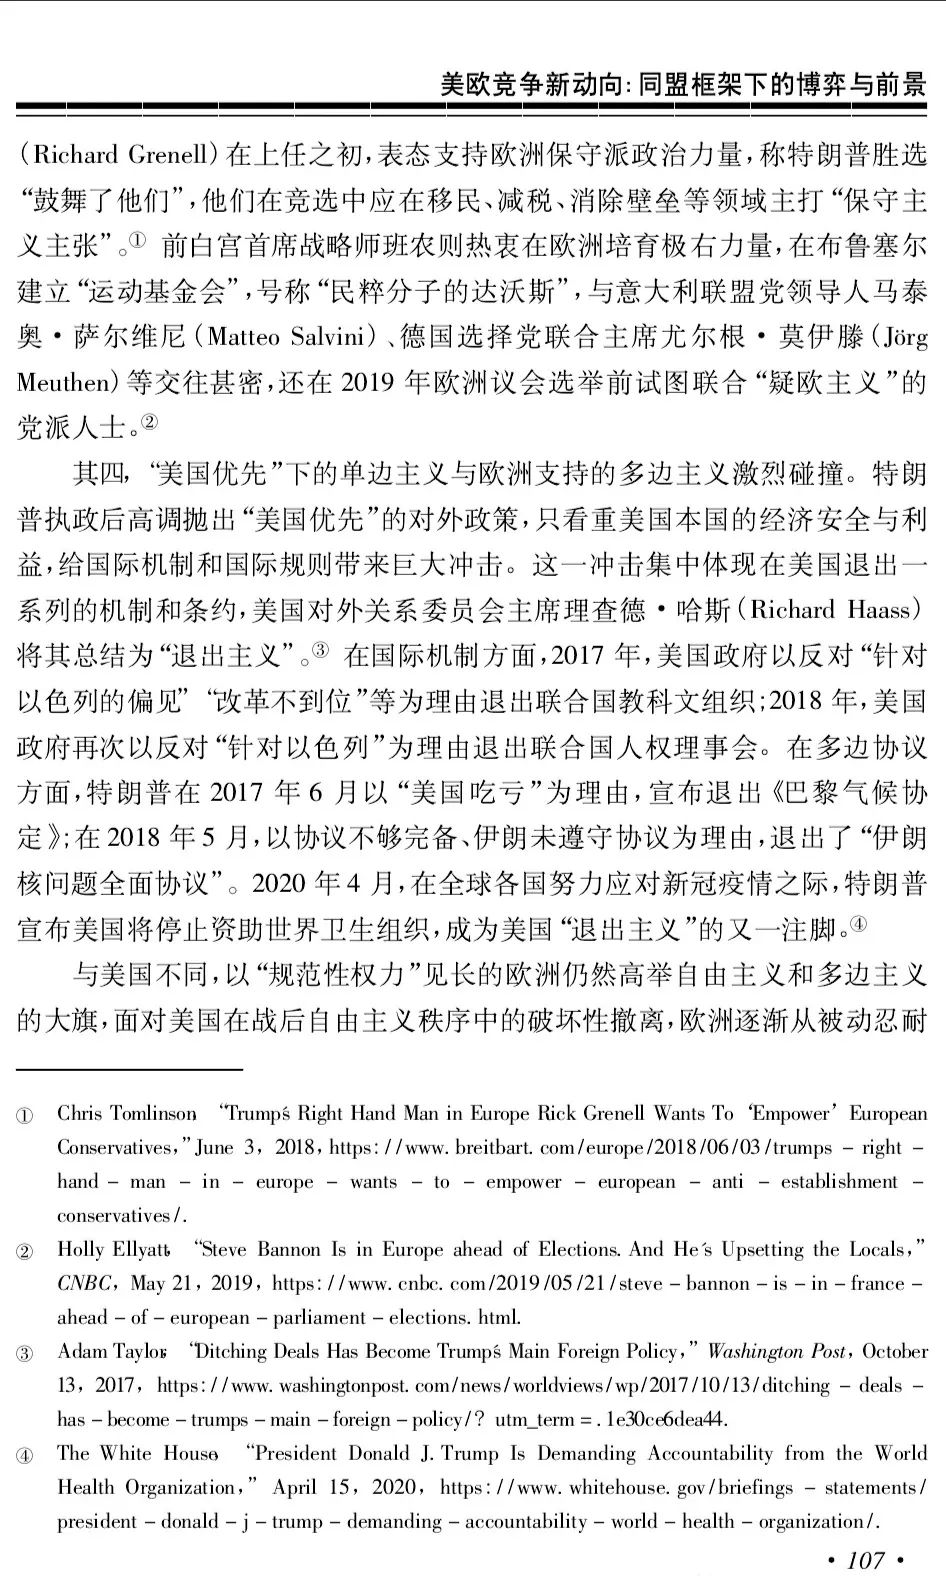 美欧竞争新动向:同盟框架下的博弈与前景
(Richard Grenell)在上任之初,表态支持欧洲保守派政治力量,称特朗普胜选
“鼓舞了他们”,他们在竞选中应在移民、减税、消除壁垒等领域主打“保守主
义主张”。① 前白宫首席战略师班农则热衷在欧洲培育极右力量,在布鲁塞尔
建立“运动基金会”,号称“民粹分子的达沃斯”,与意大利联盟党领导人马泰
奥·萨尔维尼(Matteo Salvini)、德国选择党联合主席尤尔根·莫伊滕(Jörg
Meuthen)等交往甚密,还在 2019 年欧洲议会选举前试图联合“疑欧主义”的
党派人士。②
其四,“美国优先”下的单边主义与欧洲支持的多边主义激烈碰撞。特朗
普执政后高调抛出“美国优先”的对外政策,只看重美国本国的经济安全与利
益,给国际机制和国际规则带来巨大冲击。这一冲击集中体现在美国退出一
系列的机制和条约,美国对外关系委员会主席理查德·哈斯(Richard Haass)
将其总结为“退出主义”。③ 在国际机制方面,2017 年,美国政府以反对“针对
以色列的偏见”“改革不到位”等为理由退出联合国教科文组织;2018 年,美国
政府再次以反对“针对以色列”为理由退出联合国人权理事会。在多边协议
方面,特朗普在 2017 年 6 月以“美国吃亏”为理由,宣布退出《巴黎气候协
定》;在 2018 年 5 月,以协议不够完备、伊朗未遵守协议为理由,退出了“伊朗
核问题全面协议”。2020 年 4 月,在全球各国努力应对新冠疫情之际,特朗普
宣布美国将停止资助世界卫生组织,成为美国“退出主义”的又一注脚。④
与美国不同,以“规范性权力”见长的欧洲仍然高举自由主义和多边主义
的大旗,面对美国在战后自由主义秩序中的破坏性撤离,欧洲逐渐从被动忍耐
① Chris Tomlinson, “Trump's Right Hand Man in Europe Rick Grenell Wants To ‘Empower’ European
Conservatives,” June 3, 2018, https://www.breitbart.com/europe/2018/06/03/trumps - right -
hand - man - in - europe - wants - to - empower - european - anti - establishment -
conservatives/.
② Holly Ellyatt, “Steve Bannon Is in Europe ahead of Elections. And He's Upsetting the Locals,”
CNBC, May 21, 2019, https://www.cnbc.com/2019/05/21/steve - bannon - is - in - france -
ahead - of - european - parliament - elections.html.
③ Adam Taylor, “Ditching Deals Has Become Trump's Main Foreign Policy,” Washington Post, October
13, 2017, https://www.washingtonpost.com/news/worldviews/wp/2017/10/13/ditching - deals -
has - become - trumps - main - foreign - policy/? utm_term = .1e30ce6dea44.
④ The White House, “President Donald J. Trump Is Demanding Accountability from the World
Health Organization,” April 15, 2020, https://www.whitehouse.gov/briefings - statements/
president - donald - j - trump - demanding - accountability - world - health - organization/.
· 107 ·